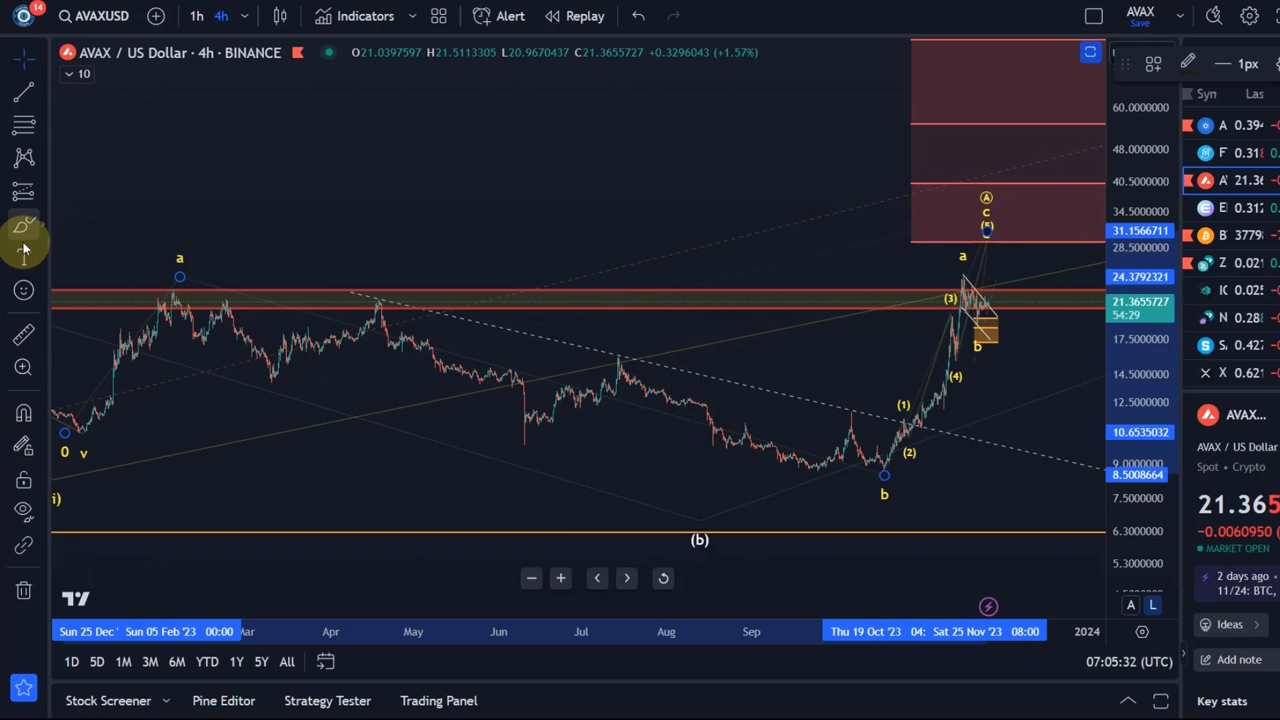 14
AVAXUSD
1h
4h
Indicators
Alert
Replay
AVAX
Save
AVAX / US Dollar · 4h · BINANCE
O21.0397597 H21.5113305 L20.9670437 C21.3655727 +0.3296043 (+1.57%)
10
1px
60.0000000
48.0000000
40.5000000
34.5000000
31.1566711
28.5000000
24.3792321
21.3655727
54:29
17.5000000
14.5000000
12.5000000
10.6535032
9.0000000
8.5008664
7.5000000
6.3000000
5.3000000
a
0
v
b
(b)
(1)
(2)
(3)
(4)
a
b
A
C
Sun 25 Dec '
Sun 05 Feb '23
00:00
Mar
Apr
May
Jun
Jul
Aug
Sep
Thu 19 Oct '23
04:
Sat 25 Nov '23
08:00
2024
A
L
1D
5D
1M
3M
6M
YTD
1Y
5Y
All
07:05:32 (UTC)
Stock Screener
Pine Editor
Strategy Tester
Trading Panel
Syn
Las
A 0.394
F 0.318
A 21.36
E 0.312
B 3779
Z 0.021
0.025
N 0.28
S 0.427
X 0.621
AVAX...
AVAX / US Dollar
Spot • Crypto
21.365
-0.0060950 (
MARKET OPEN
2 days ago •
11/24: BTC,
Ideas
Add note
Key stats